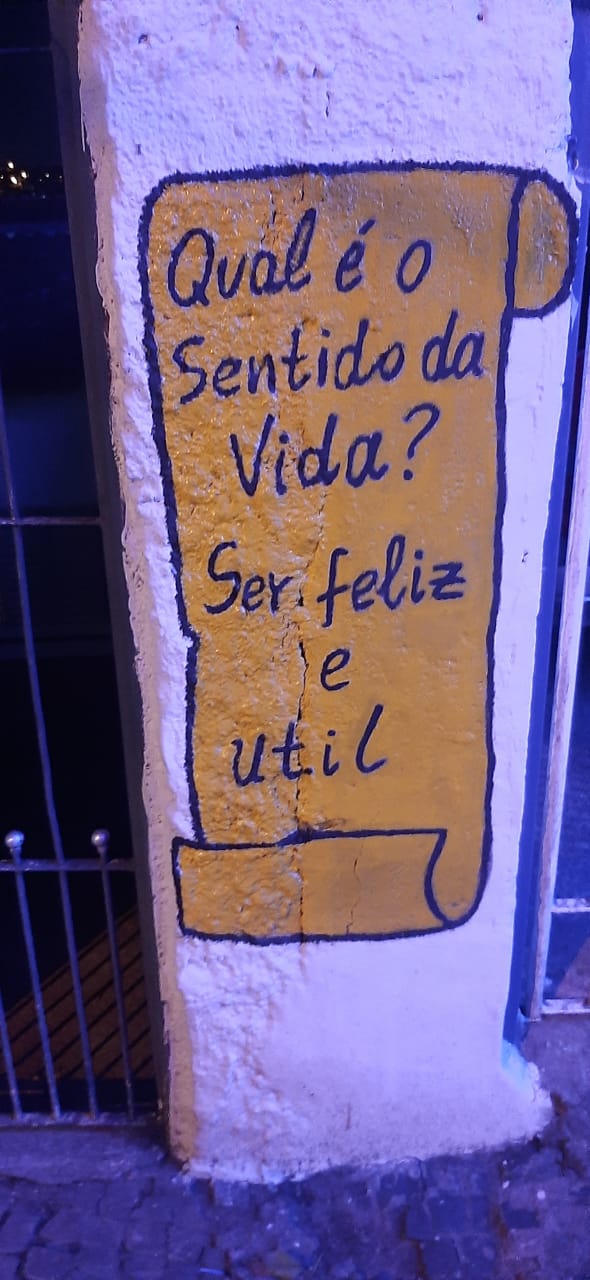 Qual é o
Sentido da
Vida?
Ser feliz
e
util